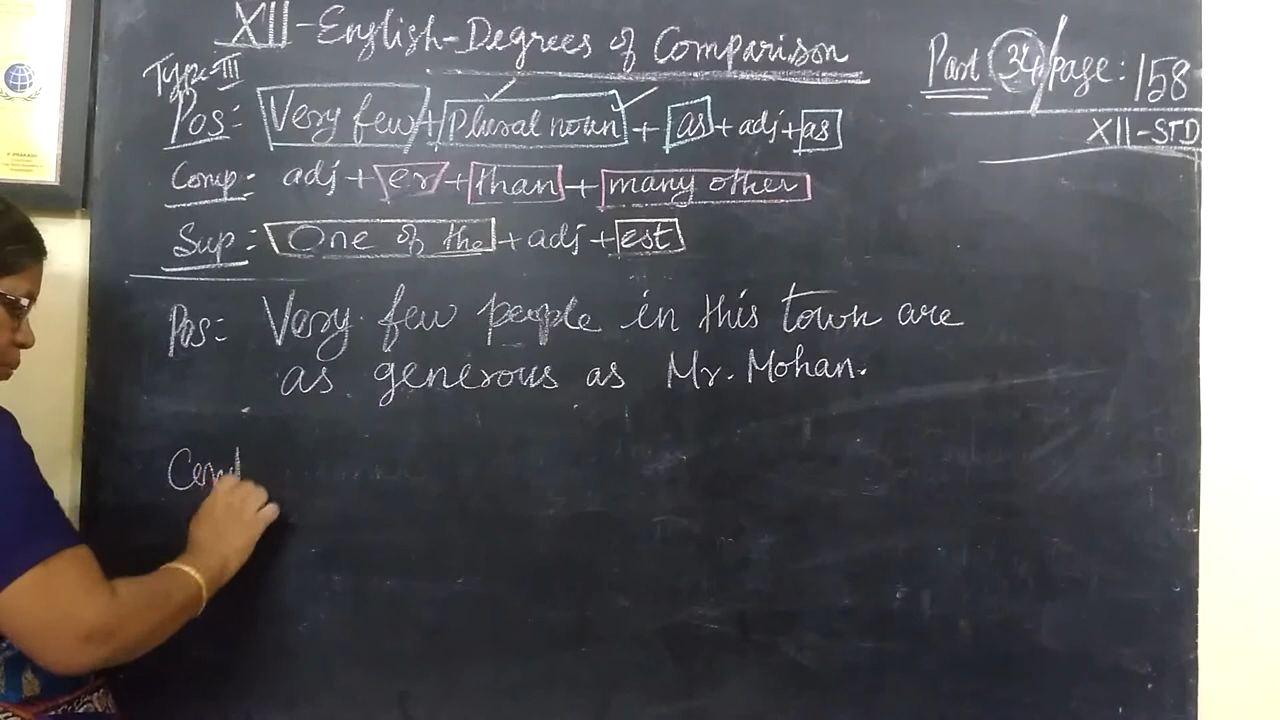 XII-English-Degrees of Comparison
Part 34/page: 158
XII-STD
Type-III
Pos: Very few + Plural noun + as + adj + as
Comp: adj + er + than + many other
Sup: One of the + adj + est
Pos: Very few people in this town are
as generous as Mr. Mohan.
Com